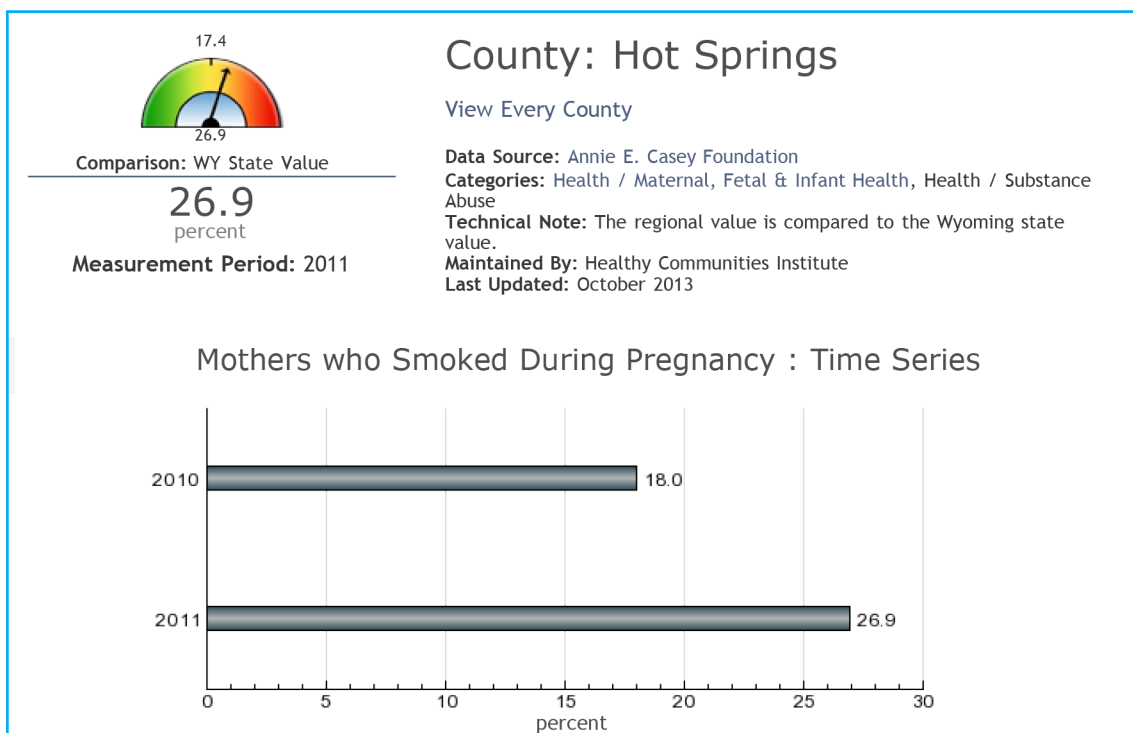 17.4
26.9
Comparison: WY State Value
26.9
percent
Measurement Period: 2011
County: Hot Springs
View Every County
Data Source: Annie E. Casey Foundation
Categories: Health / Maternal, Fetal & Infant Health, Health / Substance
Abuse
Technical Note: The regional value is compared to the Wyoming state
value.
Maintained By: Healthy Communities Institute
Last Updated: October 2013
Mothers who Smoked During Pregnancy : Time Series
2010 18.0
2011 26.9
0 5 10 15 20 25 30
percent